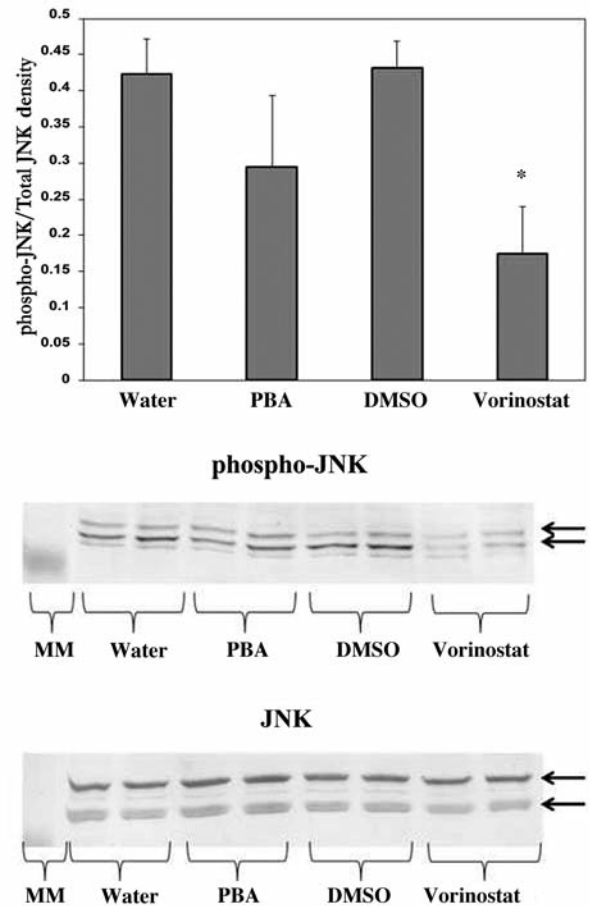 phospho-JNK/Total JNK density
0.5
0.45
0.4
0.35
0.3
0.25
0.2
0.15
0.1
0.05
0
*
Water PBA DMSO Vorinostat
phospho-JNK
MM Water PBA DMSO Vorinostat
JNK
MM Water PBA DMSO Vorinostat